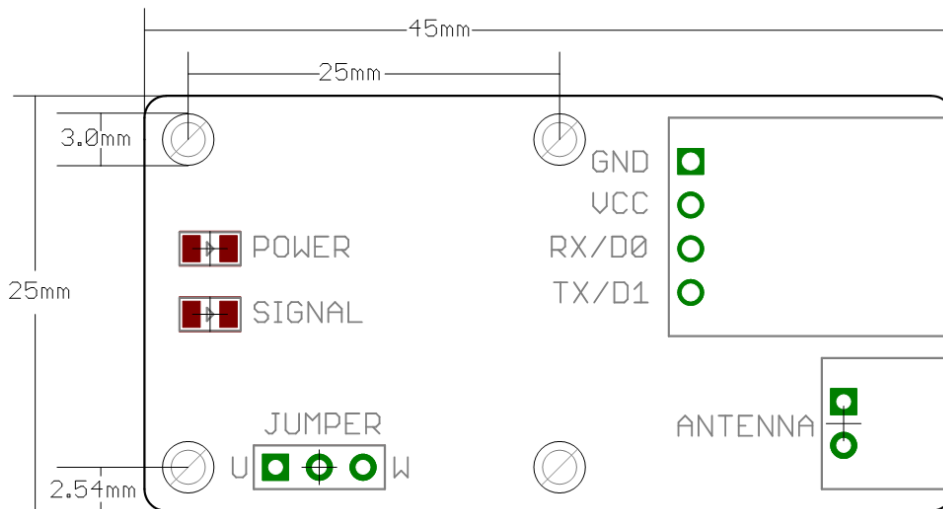 45mm
25mm
3.0mm
GND
VCC
RX/D0
TX/D1
POWER
25mm
SIGNAL
JUMPER
ANTENNA
U W
2.54mm